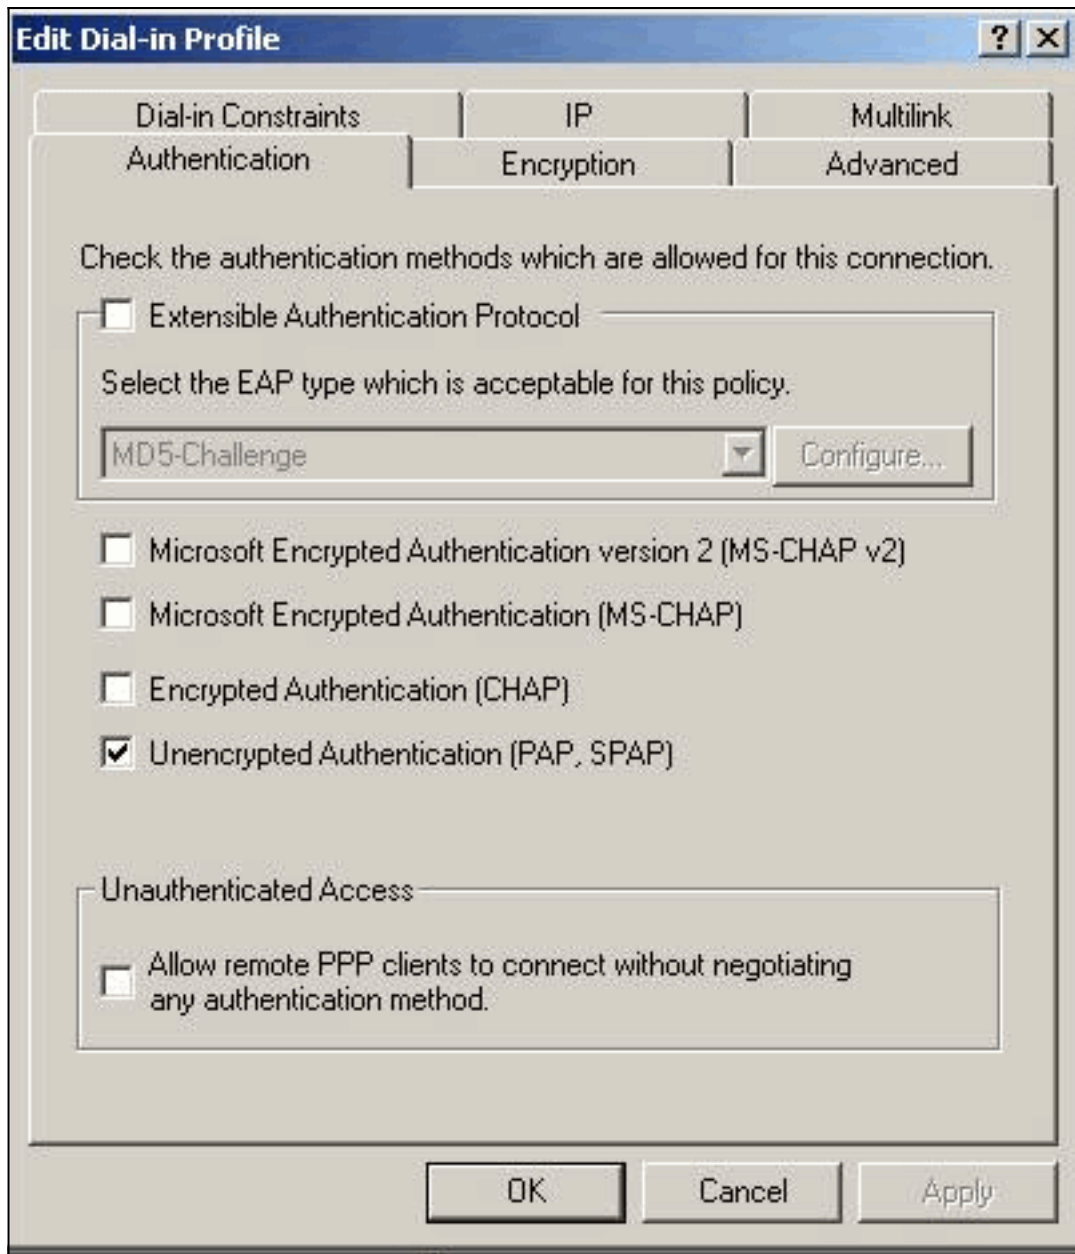 Edit Dial-in Profile
Dial-in Constraints IP Multilink
Authentication Encryption Advanced
Check the authentication methods which are allowed for this connection.
Extensible Authentication Protocol
Select the EAP type which is acceptable for this policy.
MD5-Challenge Configure...
Microsoft Encrypted Authentication version 2 (MS-CHAP v2)
Microsoft Encrypted Authentication (MS-CHAP)
Encrypted Authentication (CHAP)
Unencrypted Authentication (PAP, SPAP)
Unauthenticated Access
Allow remote PPP clients to connect without negotiating
any authentication method.
OK Cancel Apply